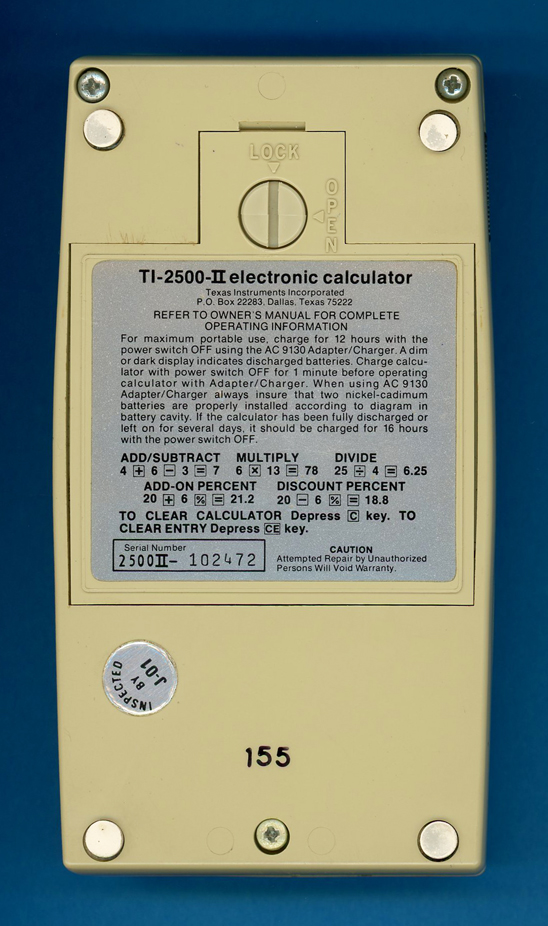 LOCK
OPEN
TI-2500-II electronic calculator
Texas Instruments Incorporated
P.O. Box 22283, Dallas, Texas 75222
REFER TO OWNER'S MANUAL FOR COMPLETE
OPERATING INFORMATION
For maximum portable use, charge for 12 hours with the
power switch OFF using the AC 9130 Adapter/Charger. A dim
or dark display indicates discharged batteries. Charge calcu-
lator with power switch OFF for 1 minute before operating
calculator with Adapter/Charger. When using AC 9130
Adapter/Charger always insure that two nickel-cadimum
batteries are properly installed according to diagram in
battery cavity. If the calculator has been fully discharged or
left on for several days, it should be charged for 16 hours
with the power switch OFF.
ADD/SUBTRACT MULTIPLY DIVIDE
4 + 6 − 3 = 7 6 × 13 = 78 25 ÷ 4 = 6.25
ADD-ON PERCENT DISCOUNT PERCENT
20 + 6 % = 21.2 20 − 6 % = 18.8
TO CLEAR CALCULATOR Depress C key. TO
CLEAR ENTRY Depress CE key.
Serial Number
2500II- 102472
CAUTION
Attempted Repair by Unauthorized
Persons Will Void Warranty.
INSPECTED
BY
J-01
155